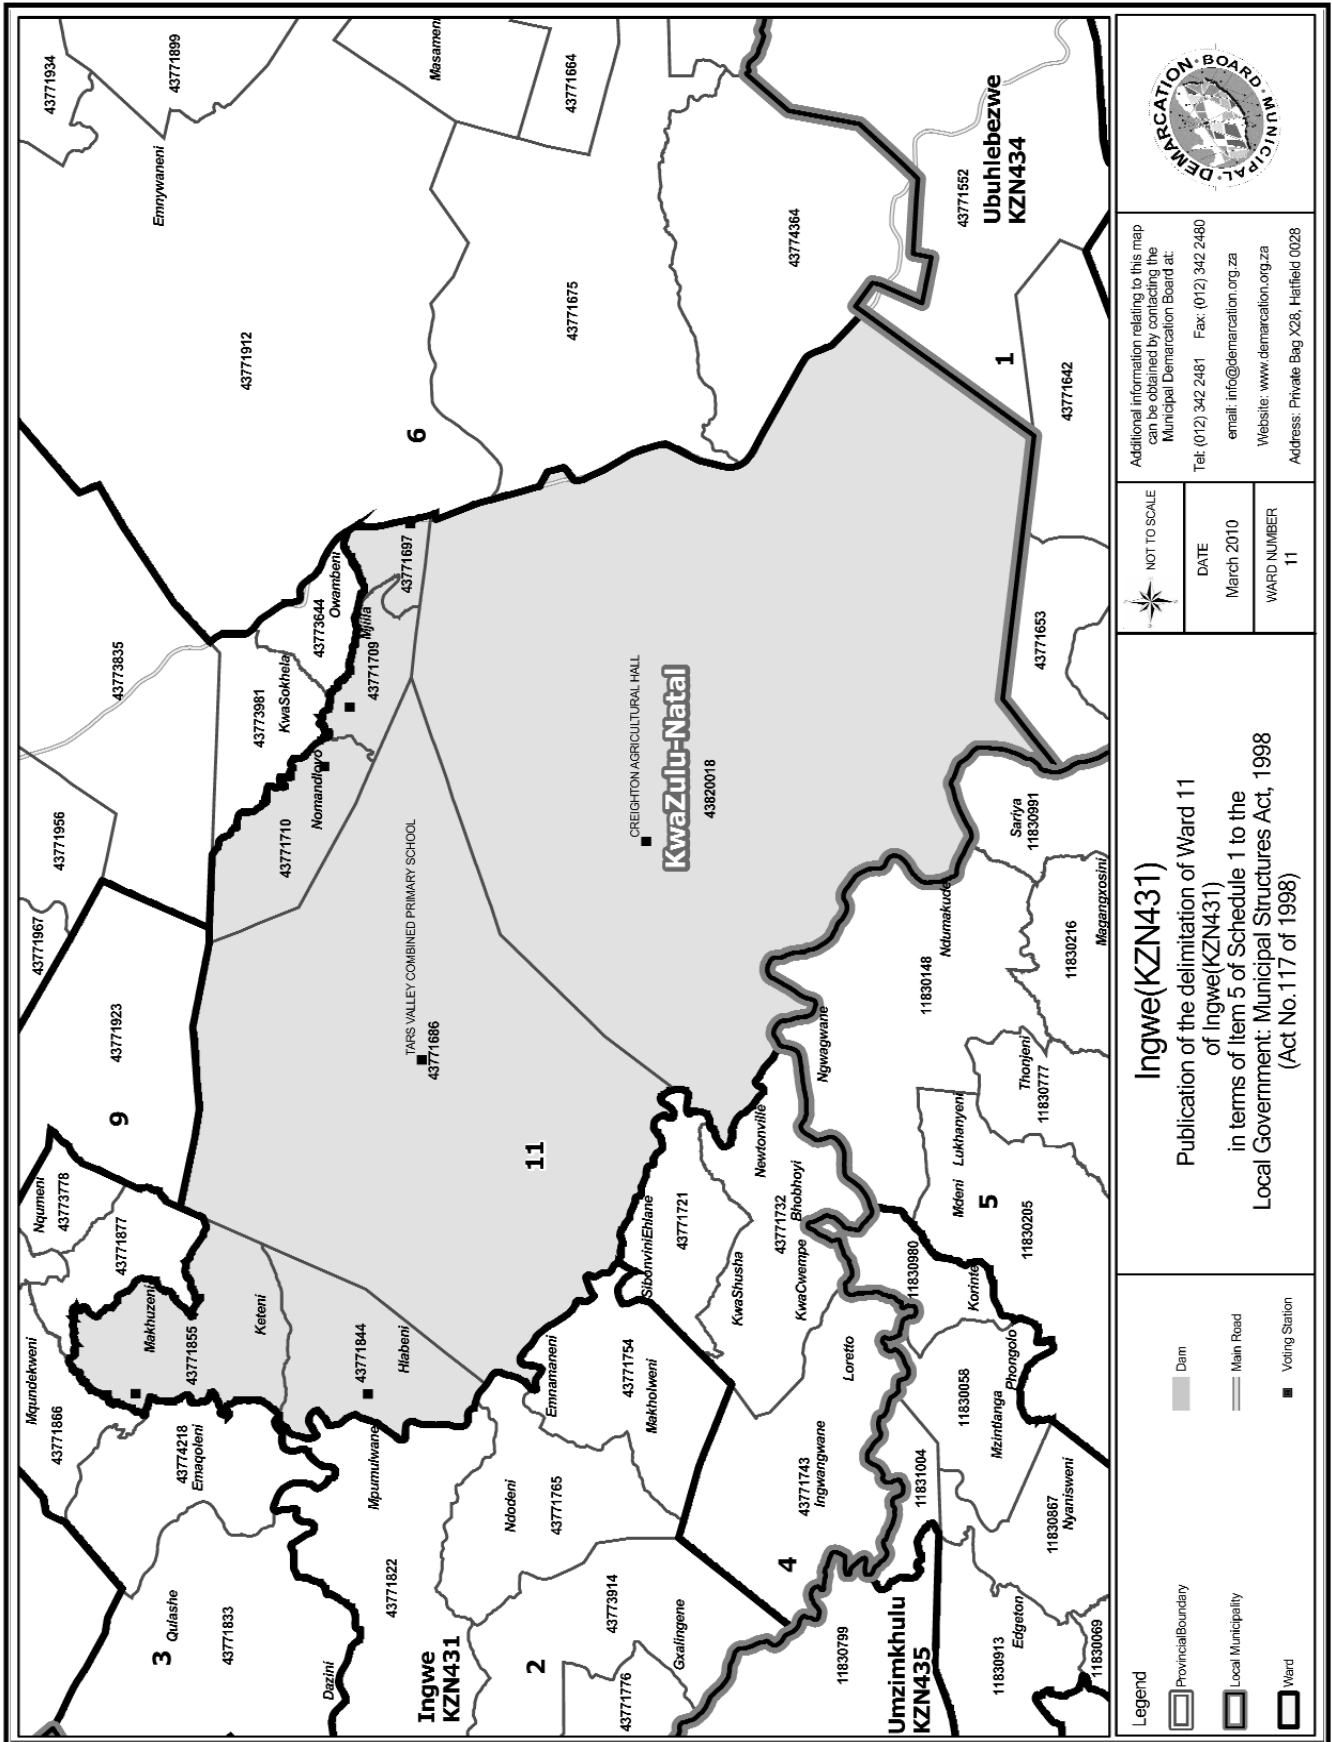 43771934
43771899
Emnywaneni
43771912
43771664
43771675
6
43774364
43771552
Ubuhlebezwe
KZN434
1
43771642
43771653
43773835
43773981
KwaSokhela
43773644
Owambeni
Mjila
43771709
43771697
43771956
43771967
43771923
9
43771710
Nomandlovo
TARS VALLEY COMBINED PRIMARY SCHOOL
43771686
CREIGHTON AGRICULTURAL HALL
KwaZulu-Natal
43820018
11
Nqumeni
43773778
43771877
Makhuzeni
43771855
Keteni
43771844
Hlabeni
Mqundekweni
43771866
43774218
Emaqoleni
Mpumulwane
3
Qulashe
43771833
Dazini
43771822
Ingwe
KZN431
2
Ndodeni
43771765
43773914
43771776
Gxalingene
Emnamaneni
43771754
Makholweni
SibonviniEhlane
43771721
KwaShusha
Newtonville
43771732
Bhobhoyi
KwaCwempe
Loretto
43771743
Ingwangwane
4
Ngwagwane
11830148
Ndumakude
Sariya
11830991
11830216
Magangxosini
Thonjeni
11830777
Lukhanyeni
Mdeni
5
11830205
11830980
Korinte
11830058
Mzintlanga
Phongolo
11831004
11830867
Nyanisweni
11830799
Umzimkhulu
KZN435
11830913
Edgeton
11830069
Legend
ProvincialBoundary
Local Municipality
Ward
Dam
Main Road
Voting Station
Ingwe(KZN431)
Publication of the delimitation of Ward 11
of Ingwe(KZN431)
in terms of Item 5 of Schedule 1 to the
Local Government: Municipal Structures Act, 1998
(Act No.117 of 1998)
NOT TO SCALE
DATE
March 2010
WARD NUMBER
11
Additional information relating to this map
can be obtained by contacting the
Municipal Demarcation Board at:
Tel: (012) 342 2481 Fax: (012) 342 2480
email: info@demarcation.org.za
Website: www.demarcation.org.za
Address: Private Bag X28, Hatfield 0028
MUNICIPAL DEMARCATION BOARD